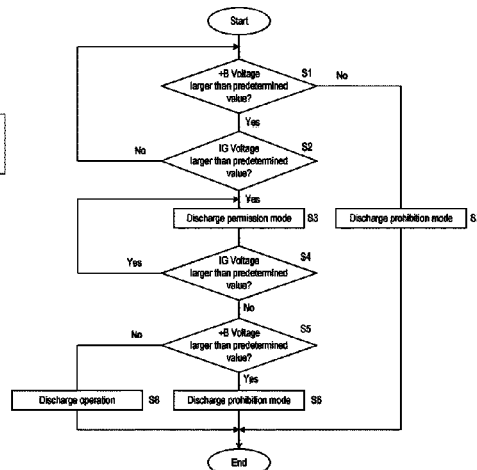 Start
+B Voltage
larger than predetermined
value?
S1
No
Yes
IG Voltage
larger than predetermined
value?
S2
No
Yes
Discharge permission mode
S3
Discharge prohibition mode
IG Voltage
larger than predetermined
value?
S4
Yes
No
+B Voltage
larger than predetermined
value?
S5
No
Yes
Discharge operation
Discharge prohibition mode
S6
End